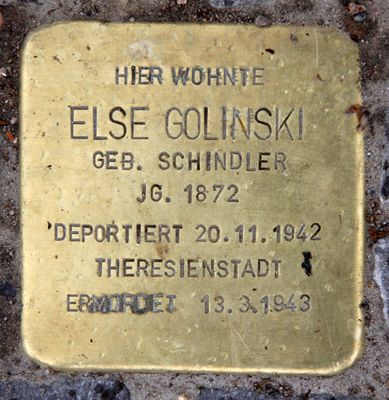 HIER WOHNTE
ELSE GOLINSKI
GEB. SCHINDLER
JG. 1872
DEPORTIERT 20.11.1942
THERESIENSTADT
ERMORDET 13.3.1943